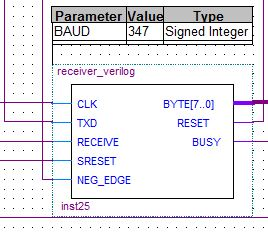 Parameter Value Type
BAUD 347 Signed Integer
receiver_verilog
CLK BYTE[7..0]
TXD RESET
RECEIVE BUSY
SRESET
NEG_EDGE
inst25